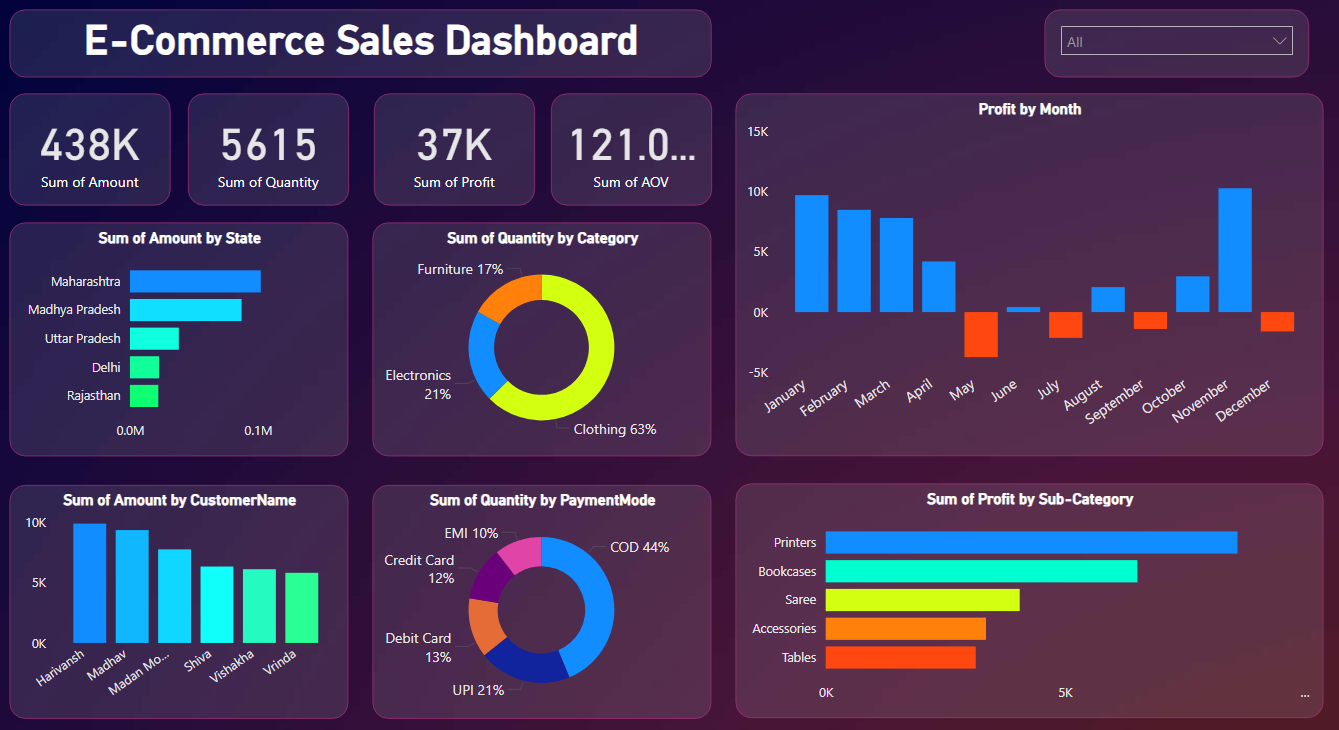 E-Commerce Sales Dashboard
All
438K
Sum of Amount
5615
Sum of Quantity
37K
Sum of Profit
121.0...
Sum of AOV
Profit by Month
15K
10K
5K
0K
-5K
January
February
March
April
May
June
July
August
September
October
November
December
Sum of Amount by State
Maharashtra
Madhya Pradesh
Uttar Pradesh
Delhi
Rajasthan
0.0M
0.1M
Sum of Quantity by Category
Furniture 17%
Electronics
21%
Clothing 63%
Sum of Amount by CustomerName
10K
5K
0K
Harivansh
Madhav
Madan Mo...
Shiva
Vishakha
Vrinda
Sum of Quantity by PaymentMode
EMI 10%
COD 44%
Credit Card
12%
Debit Card
13%
UPI 21%
Sum of Profit by Sub-Category
Printers
Bookcases
Saree
Accessories
Tables
0K
5K
...